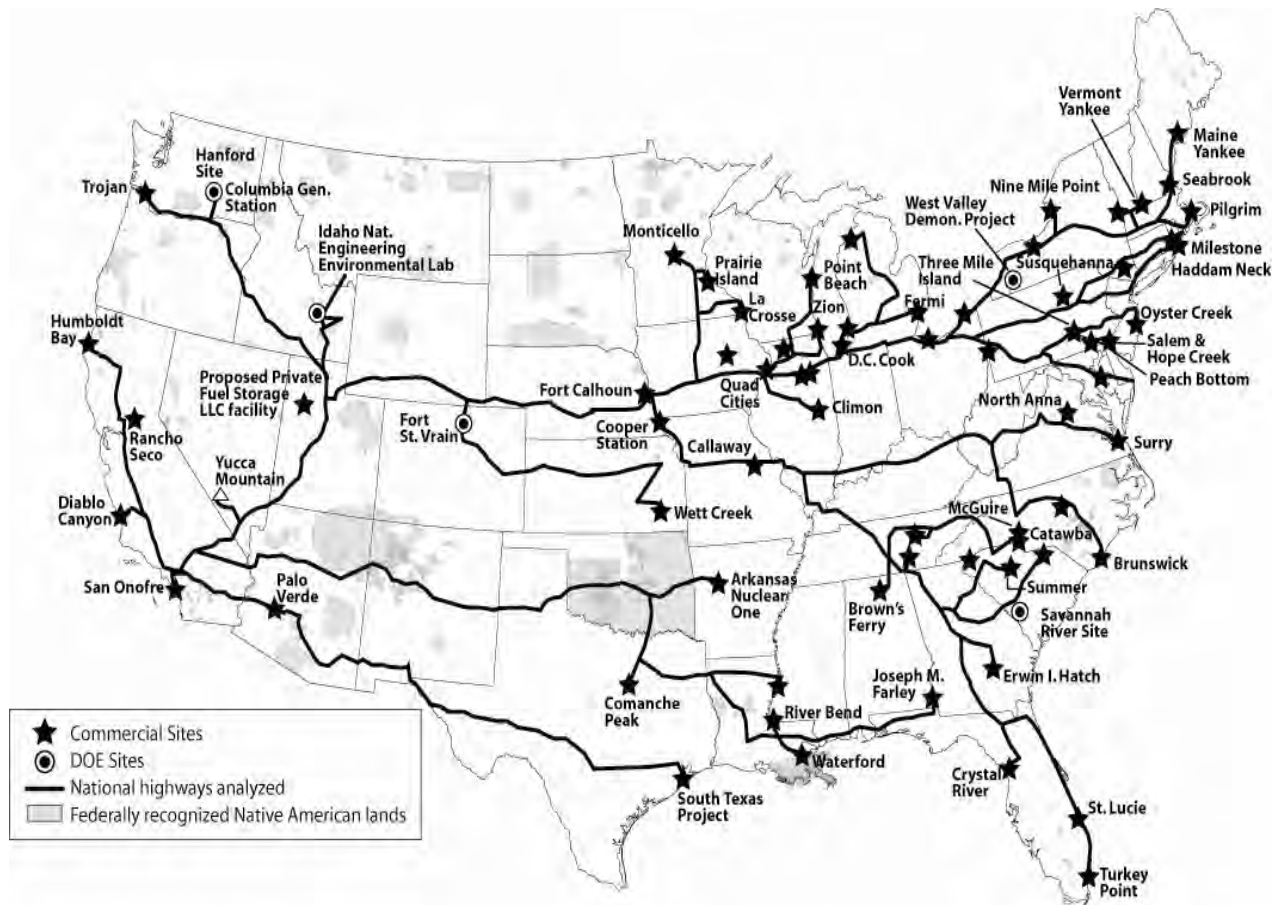 Vermont
Yankee
Maine
Yankee
Hanford
Site
Columbia Gen.
Station
Trojan
Nine Mile Point
Seabrook
West Valley
Demon. Project
Pilgrim
Idaho Nat.
Engineering
Environmental Lab
Monticello
Prairie
Island
Point
Beach
Three Mile
Island
Susquehanna
Milestone
Haddam Neck
La
Crosse
Zion
Fermi
Oyster Creek
Humboldt
Bay
Salem &
Hope Creek
D.C. Cook
Peach Bottom
Proposed Private
Fuel Storage
LLC facility
Fort Calhoun
Quad
Cities
Climon
North Anna
Rancho
Seco
Fort
St. Vrain
Cooper
Station
Callaway
Surry
Yucca
Mountain
Diablo
Canyon
Wett Creek
McGuire
Catawba
San Onofre
Palo
Verde
Arkansas
Nuclear
One
Brown's
Ferry
Summer
Brunswick
Savannah
River Site
Joseph M.
Farley
Erwin I. Hatch
Comanche
Peak
River Bend
Waterford
Crystal
River
South Texas
Project
St. Lucie
Turkey
Point
Commercial Sites
DOE Sites
National highways analyzed
Federally recognized Native American lands